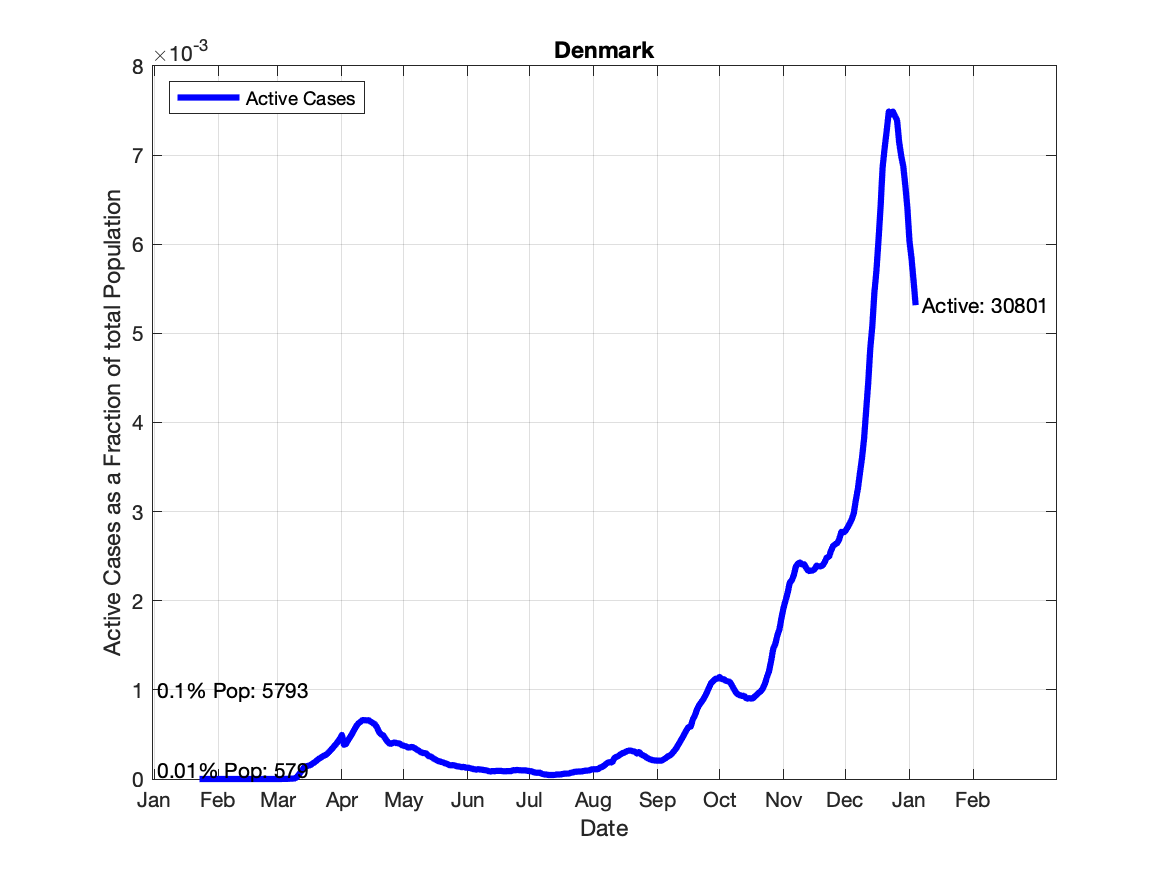 Denmark
×10-3
Active Cases
8
7
6
5
4
3
2
1
0
Active Cases as a Fraction of total Population
Active: 30801
0.1% Pop: 5793
0.01% Pop: 579
Jan Feb Mar Apr May Jun Jul Aug Sep Oct Nov Dec Jan Feb
Date